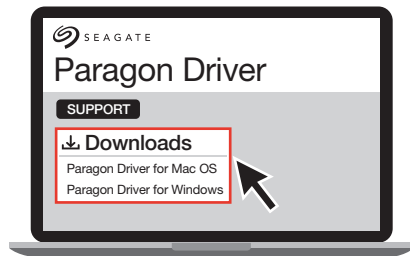 SEAGATE
Paragon Driver
SUPPORT
Downloads
Paragon Driver for Mac OS
Paragon Driver for Windows